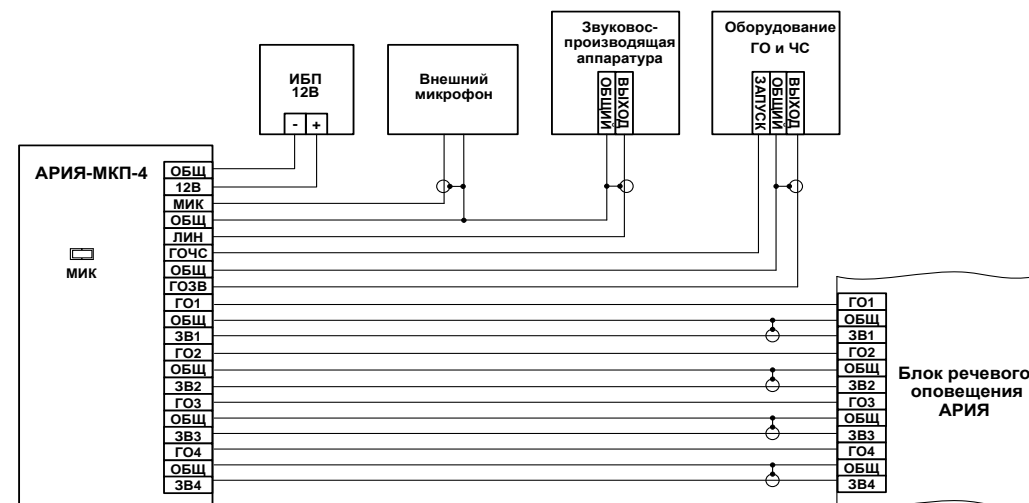 Звуковос-
производящая
аппаратура
ОБЩИЙ
ВЫХОД
Оборудование
ГО и ЧС
ЗАПУСК
ОБЩИЙ
ВЫХОД
ИБП
12В
- +
Внешний
микрофон
АРИЯ-МКП-4
МИК
ОБЩ
12В
МИК
ОБЩ
ЛИН
ГОЧС
ОБЩ
ГОЗВ
ГО1
ОБЩ
ЗВ1
ГО2
ОБЩ
ЗВ2
ГО3
ОБЩ
ЗВ3
ГО4
ОБЩ
ЗВ4
ГО1
ОБЩ
ЗВ1
ГО2
ОБЩ
ЗВ2
ГО3
ОБЩ
ЗВ3
ГО4
ОБЩ
ЗВ4
Блок речевого
оповещения
АРИЯ